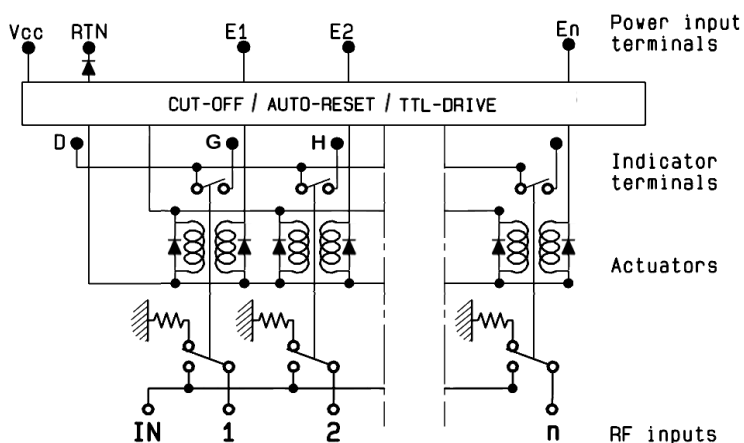 Vcc RTN E1 E2 En Power input
terminals
CUT-OFF / AUTO-RESET / TTL-DRIVE
D G H Indicator
terminals
Actuators
IN 1 2 n RF inputs